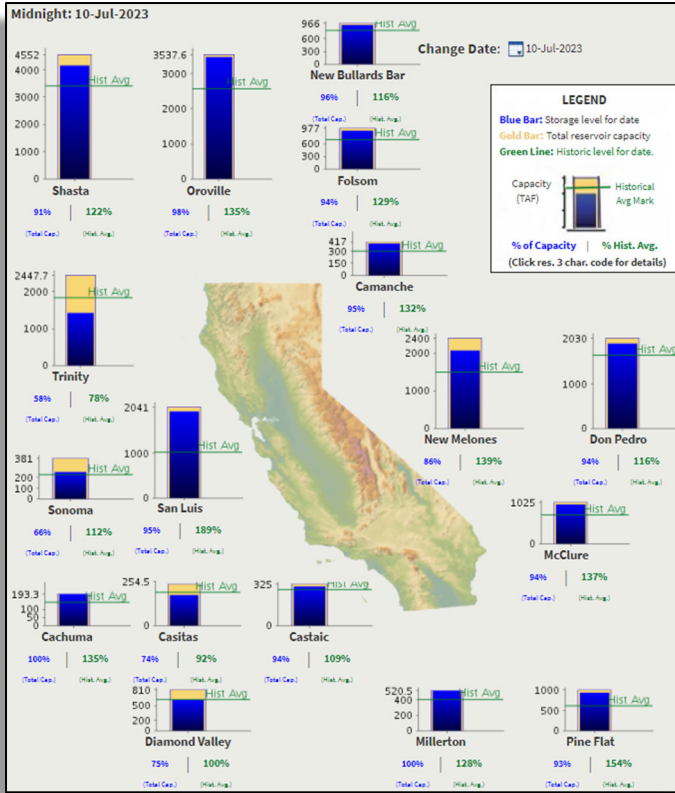 Midnight: 10-Jul-2023
Change Date: 10-Jul-2023
4552
4000
3000
2000
1000
0
Hist Avg
Shasta
91% | 122%
(Total Cap.) (Hist. Avg.)
3537.6
3000
2000
1000
0
Hist Avg
Oroville
98% | 135%
(Total Cap.) (Hist. Avg.)
966
600
300
0
Hist Avg
New Bullards Bar
96% | 116%
(Total Cap.) (Hist. Avg.)
977
600
300
0
Hist Avg
Folsom
94% | 129%
(Total Cap.) (Hist. Avg.)
417
300
150
0
Hist Avg
Camanche
95% | 132%
(Total Cap.) (Hist. Avg.)
LEGEND
Blue Bar: Storage level for date
Gold Bar: Total reservoir capacity
Green Line: Historic level for date.
Capacity
(TAF)
Historical
Avg Mark
% of Capacity | % Hist. Avg.
(Click res. 3 char. code for details)
2447.7
2000
1000
0
Hist Avg
Trinity
58% | 78%
(Total Cap.) (Hist. Avg.)
2400
2000
1000
0
Hist Avg
New Melones
86% | 139%
(Total Cap.) (Hist. Avg.)
2030
1000
0
Hist Avg
Don Pedro
94% | 116%
(Total Cap.) (Hist. Avg.)
381
200
100
0
Hist Avg
Sonoma
66% | 112%
(Total Cap.) (Hist. Avg.)
2041
1000
0
Hist Avg
San Luis
95% | 189%
(Total Cap.) (Hist. Avg.)
1025
0
Hist Avg
McClure
94% | 137%
(Total Cap.) (Hist. Avg.)
193.3
100
50
0
Hist Avg
Cachuma
100% | 135%
(Total Cap.) (Hist. Avg.)
254.5
0
Hist Avg
Casitas
74% | 92%
(Total Cap.) (Hist. Avg.)
325
0
Hist Avg
Castaic
94% | 109%
(Total Cap.) (Hist. Avg.)
810
500
200
0
Hist Avg
Diamond Valley
75% | 100%
(Total Cap.) (Hist. Avg.)
520.5
400
200
0
Hist Avg
Millerton
100% | 128%
(Total Cap.) (Hist. Avg.)
1000
500
0
Hist Avg
Pine Flat
93% | 154%
(Total Cap.) (Hist. Avg.)